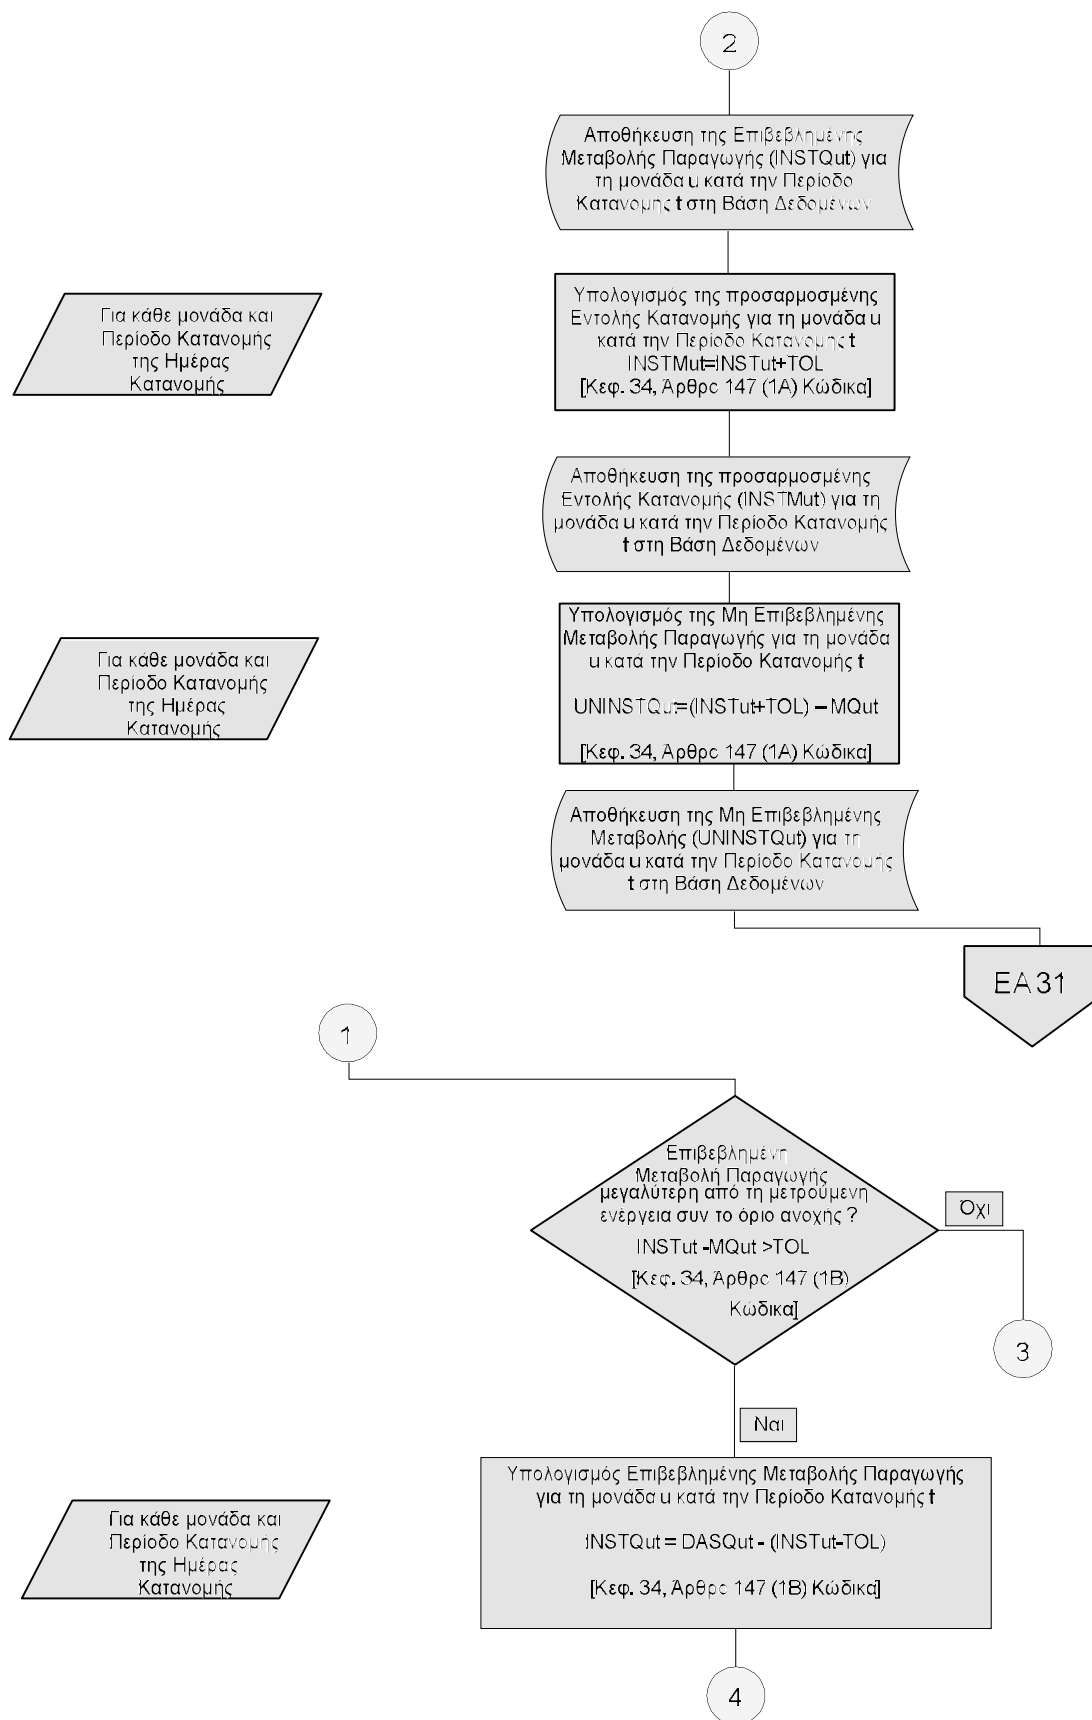 2
Αποθήκευση της Επιβεβλημένης
Μεταβολής Παραγωγής (INSTQut) για
τη μονάδα u κατά την Περίοδο
Κατανομής t στη Βάση Δεδομένων
Για κάθε μονάδα και
Περίοδο Κατανομής
της Ημέρας
Κατανομής
Υπολογισμός της προσαρμοσμένης
Εντολής Κατανομής για τη μονάδα u
κατά την Περίοδο Κατανομής t
INSTMut=INSTut+TOL
[Κεφ. 34, Άρθρο 147 (1Α) Κώδικα]
Αποθήκευση της προσαρμοσμένης
Εντολής Κατανομής (INSTMut) για τη
μονάδα u κατά την Περίοδο Κατανομής
t στη Βάση Δεδομένων
Για κάθε μονάδα και
Περίοδο Κατανομής
της Ημέρας
Κατανομής
Υπολογισμός της Μη Επιβεβλημένης
Μεταβολής Παραγωγής για τη μονάδα
u κατά την Περίοδο Κατανομής t
UNINSTQut=(INSTut+TOL) – MQut
[Κεφ. 34, Άρθρο 147 (1Α) Κώδικα]
Αποθήκευση της Μη Επιβεβλημένης
Μεταβολής (UNINSTQut) για τη
μονάδα u κατά την Περίοδο Κατανομής
t στη Βάση Δεδομένων
ΕΑ31
1
Επιβεβλημένη
Μεταβολή Παραγωγής
μεγαλύτερη από τη μετρούμενη
ενέργεια συν το όριο ανοχής ?
INSTut -MQut >TOL
[Κεφ. 34, Άρθρο 147 (1Β)
Κώδικα]
Όχι
3
Ναι
Για κάθε μονάδα και
Περίοδο Κατανομής
της Ημέρας
Κατανομής
Υπολογισμός Επιβεβλημένης Μεταβολής Παραγωγής
για τη μονάδα u κατά την Περίοδο Κατανομής t
INSTQut = DASQut - (INSTut-TOL)
[Κεφ. 34, Άρθρο 147 (1Β) Κώδικα]
4